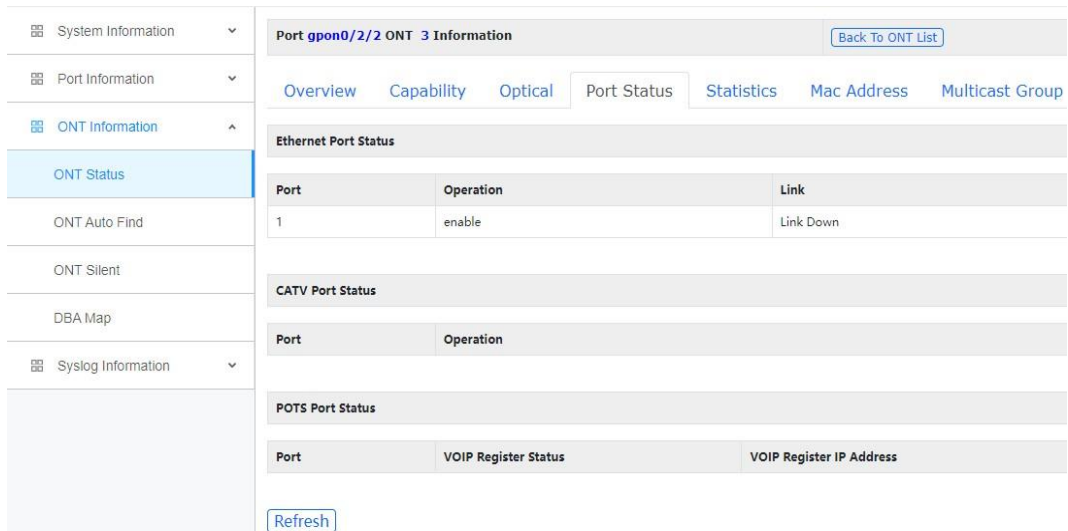 System Information
Port Information
ONT Information
ONT Status
ONT Auto Find
ONT Silent
DBA Map
Syslog Information
Port gpon0/2/2 ONT 3 Information
Back To ONT List
Overview Capability Optical Port Status Statistics Mac Address Multicast Group
Ethernet Port Status
Port Operation Link
1 enable Link Down
CATV Port Status
Port Operation
POTS Port Status
Port VOIP Register Status VOIP Register IP Address
Refresh